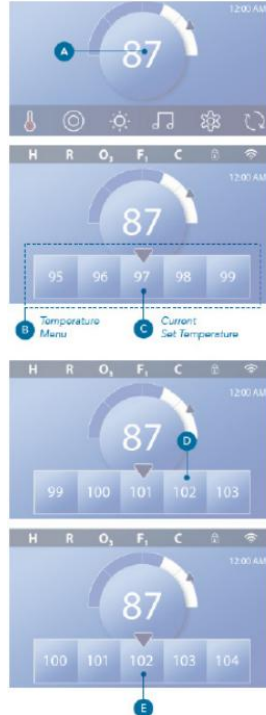 12:00 AM
A 87
H R O₃ F₁ C
12:00 AM
87
95 96 97 98 99
B Temperature Menu C Current Set Temperature
H R O₃ F₁ C
12:00 AM
87
D
99 100 101 102 103
H R O₃ F₁ C
12:00 AM
87
100 101 102 103 104
E